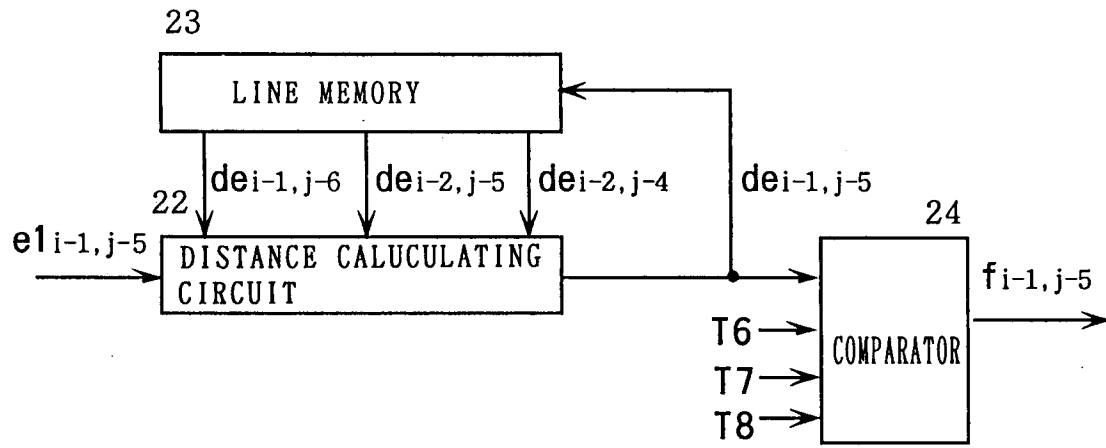 23
LINE MEMORY
dei-1,j-6 dei-2,j-5 dei-2,j-4 dei-1,j-5
22
24
e1i-1,j-5
DISTANCE CALUCULATING
CIRCUIT
fi-1,j-5
T6
COMPARATOR
T7
T8